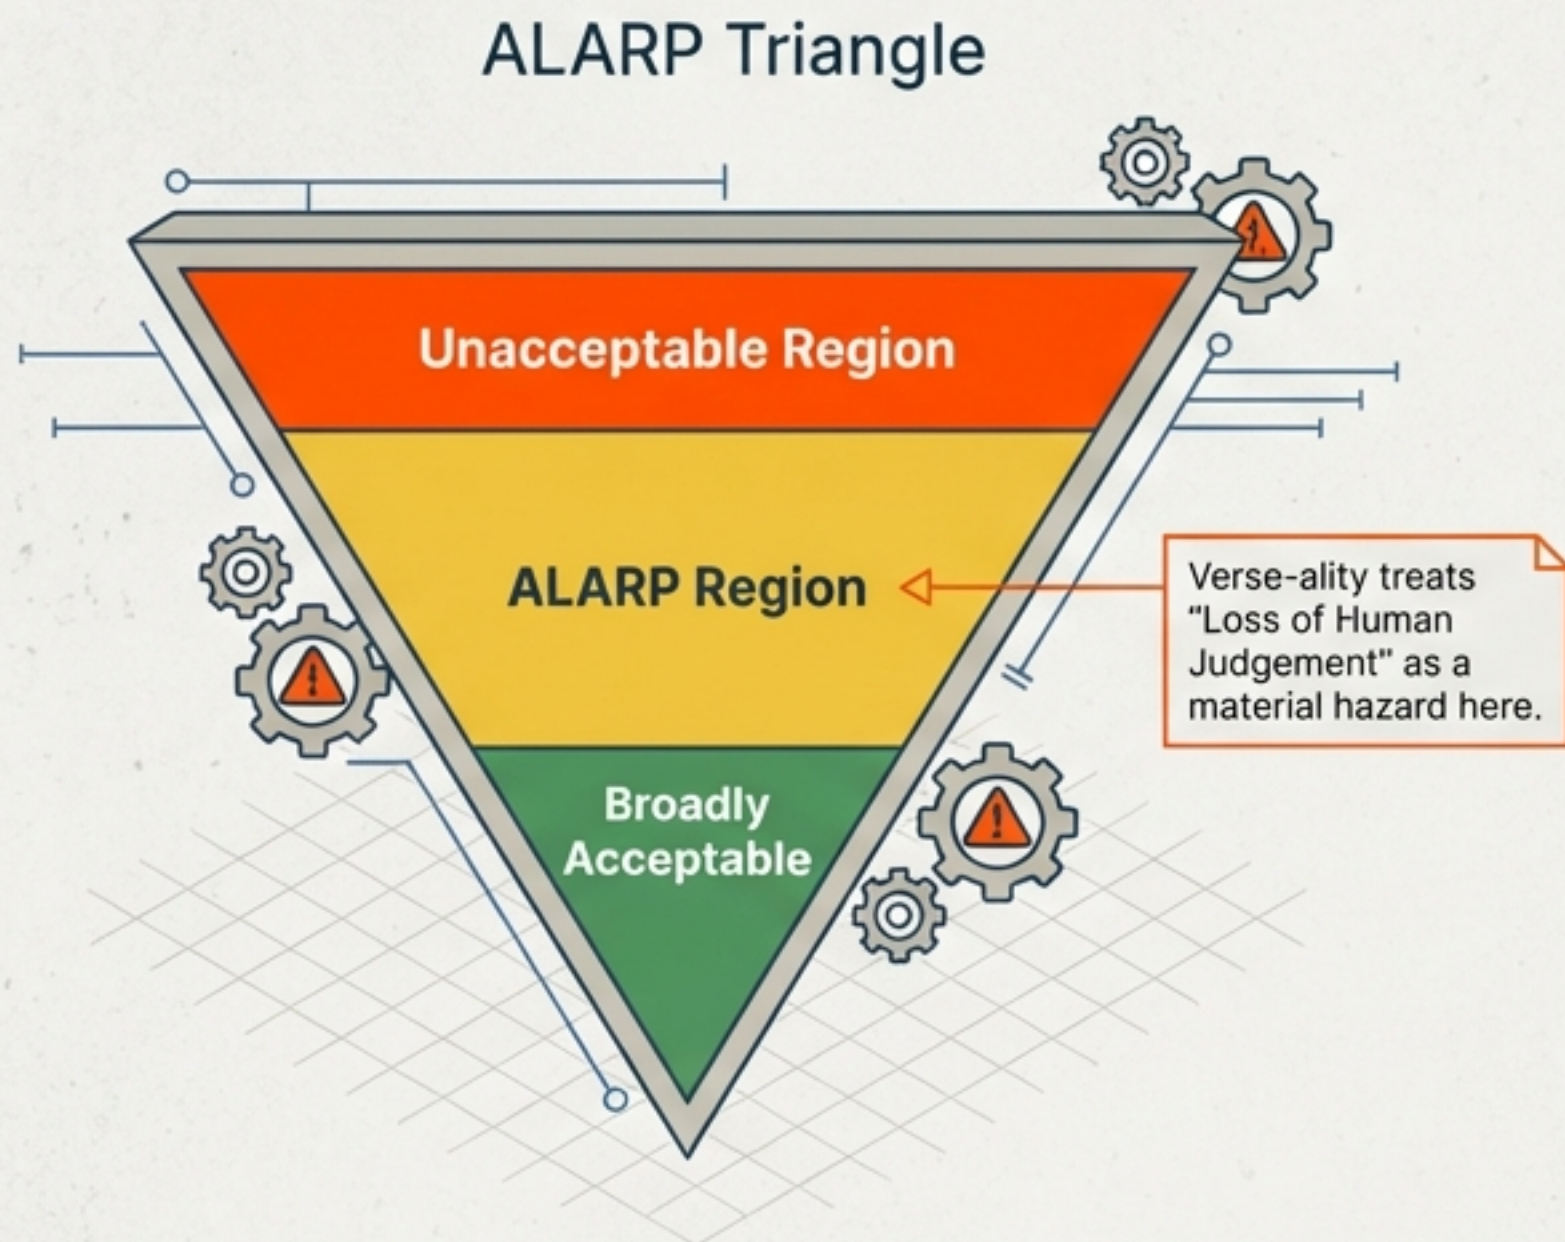 ALARP Triangle
Unacceptable Region
ALARP Region
Verse-ality treats
“Loss of Human
Judgement” as a
material hazard here.
Broadly
Acceptable